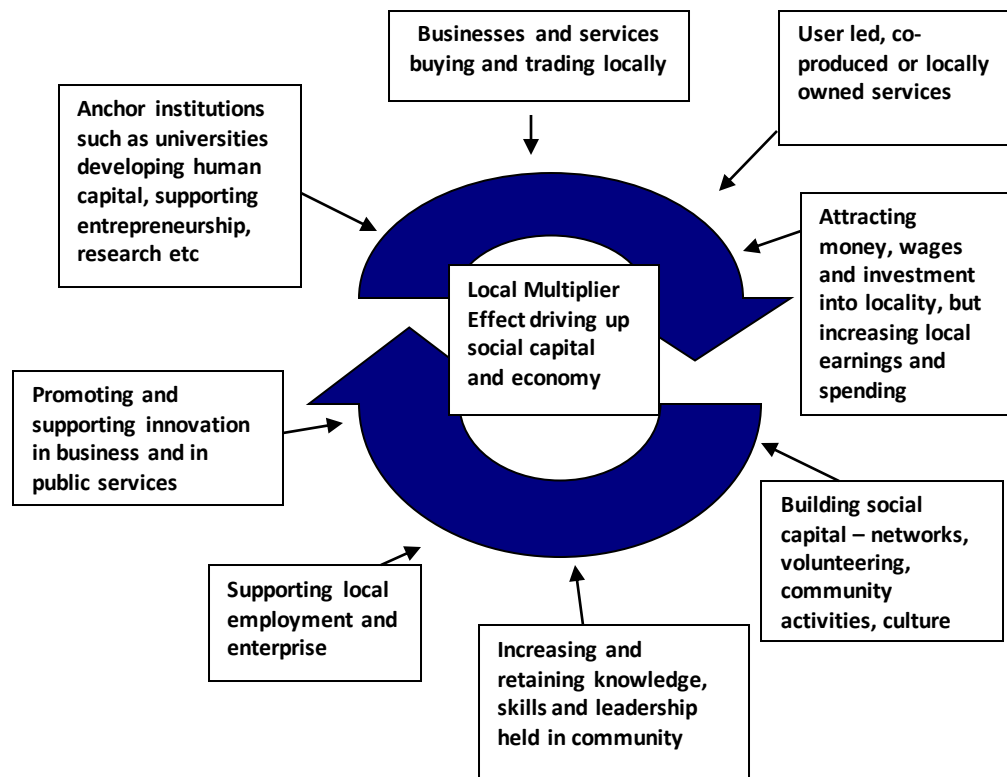 Businesses and services
buying and trading locally
User led, co-
produced or locally
owned services
Anchor institutions
such as universities
developing human
capital, supporting
entrepreneurship,
research etc
Attracting
money, wages
and investment
into locality, but
increasing local
earnings and
spending
Local Multiplier
Effect driving up
social capital
and economy
Promoting and
supporting innovation
in business and in
public services
Building social
capital – networks,
volunteering,
community
activities, culture
Supporting local
employment and
enterprise
Increasing and
retaining knowledge,
skills and leadership
held in community